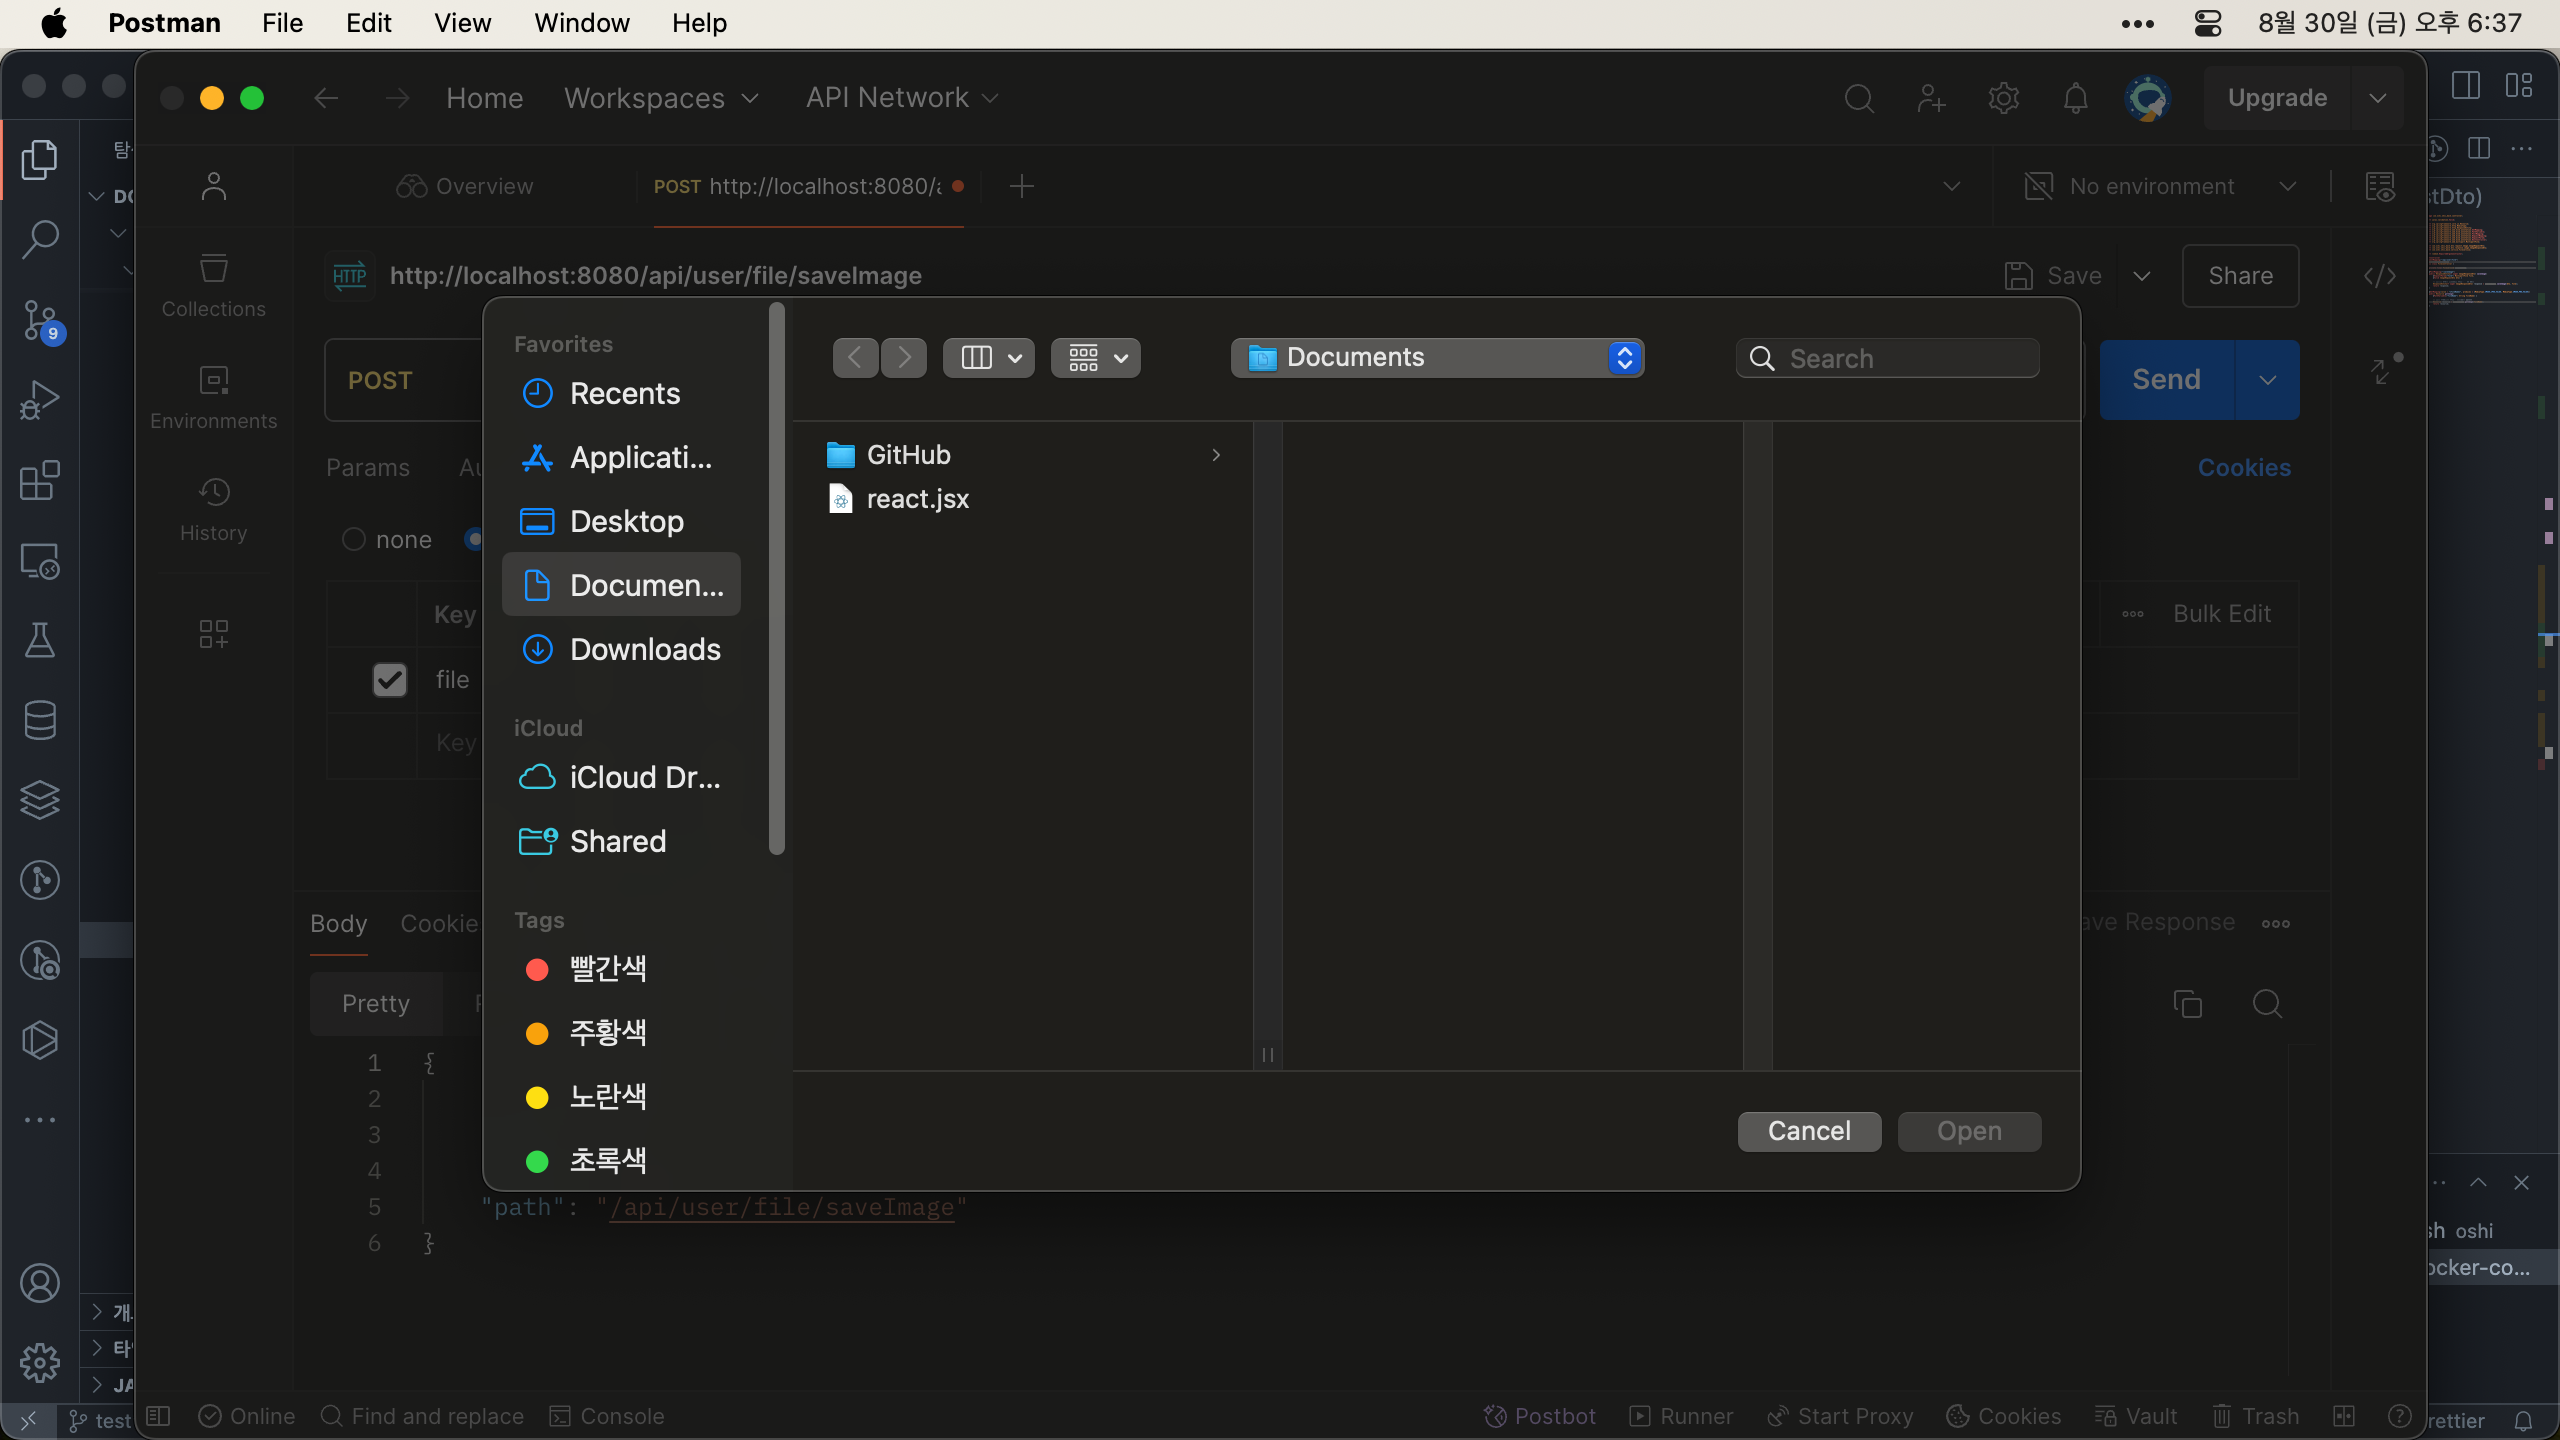 Postman File Edit View Window Help
8월 30일 (금) 오후 6:37
Home Workspaces API Network
Upgrade
Overview
POST http://localhost:8080/
No environment
tDto)
HTTP http://localhost:8080/api/user/file/saveImage
Save
Share
Collections
Environments
History
POST
Send
Params
Cookies
none
Key
Bulk Edit
file
Key
Favorites
Recents
Applicati...
Desktop
Documen...
Downloads
iCloud
iCloud Dr...
Shared
Tags
빨간색
주황색
노란색
초록색
Documents
Search
GitHub
react.jsx
Cancel
Open
Body Cookie
ave Response
Pretty
1 {
2
3
4
5 "path": "/api/user/file/saveImage"
6 }
9
oshi
ocker-co...
Online
Find and replace
Console
Postbot
Runner
Start Proxy
Cookies
Vault
Trash
test
rettier